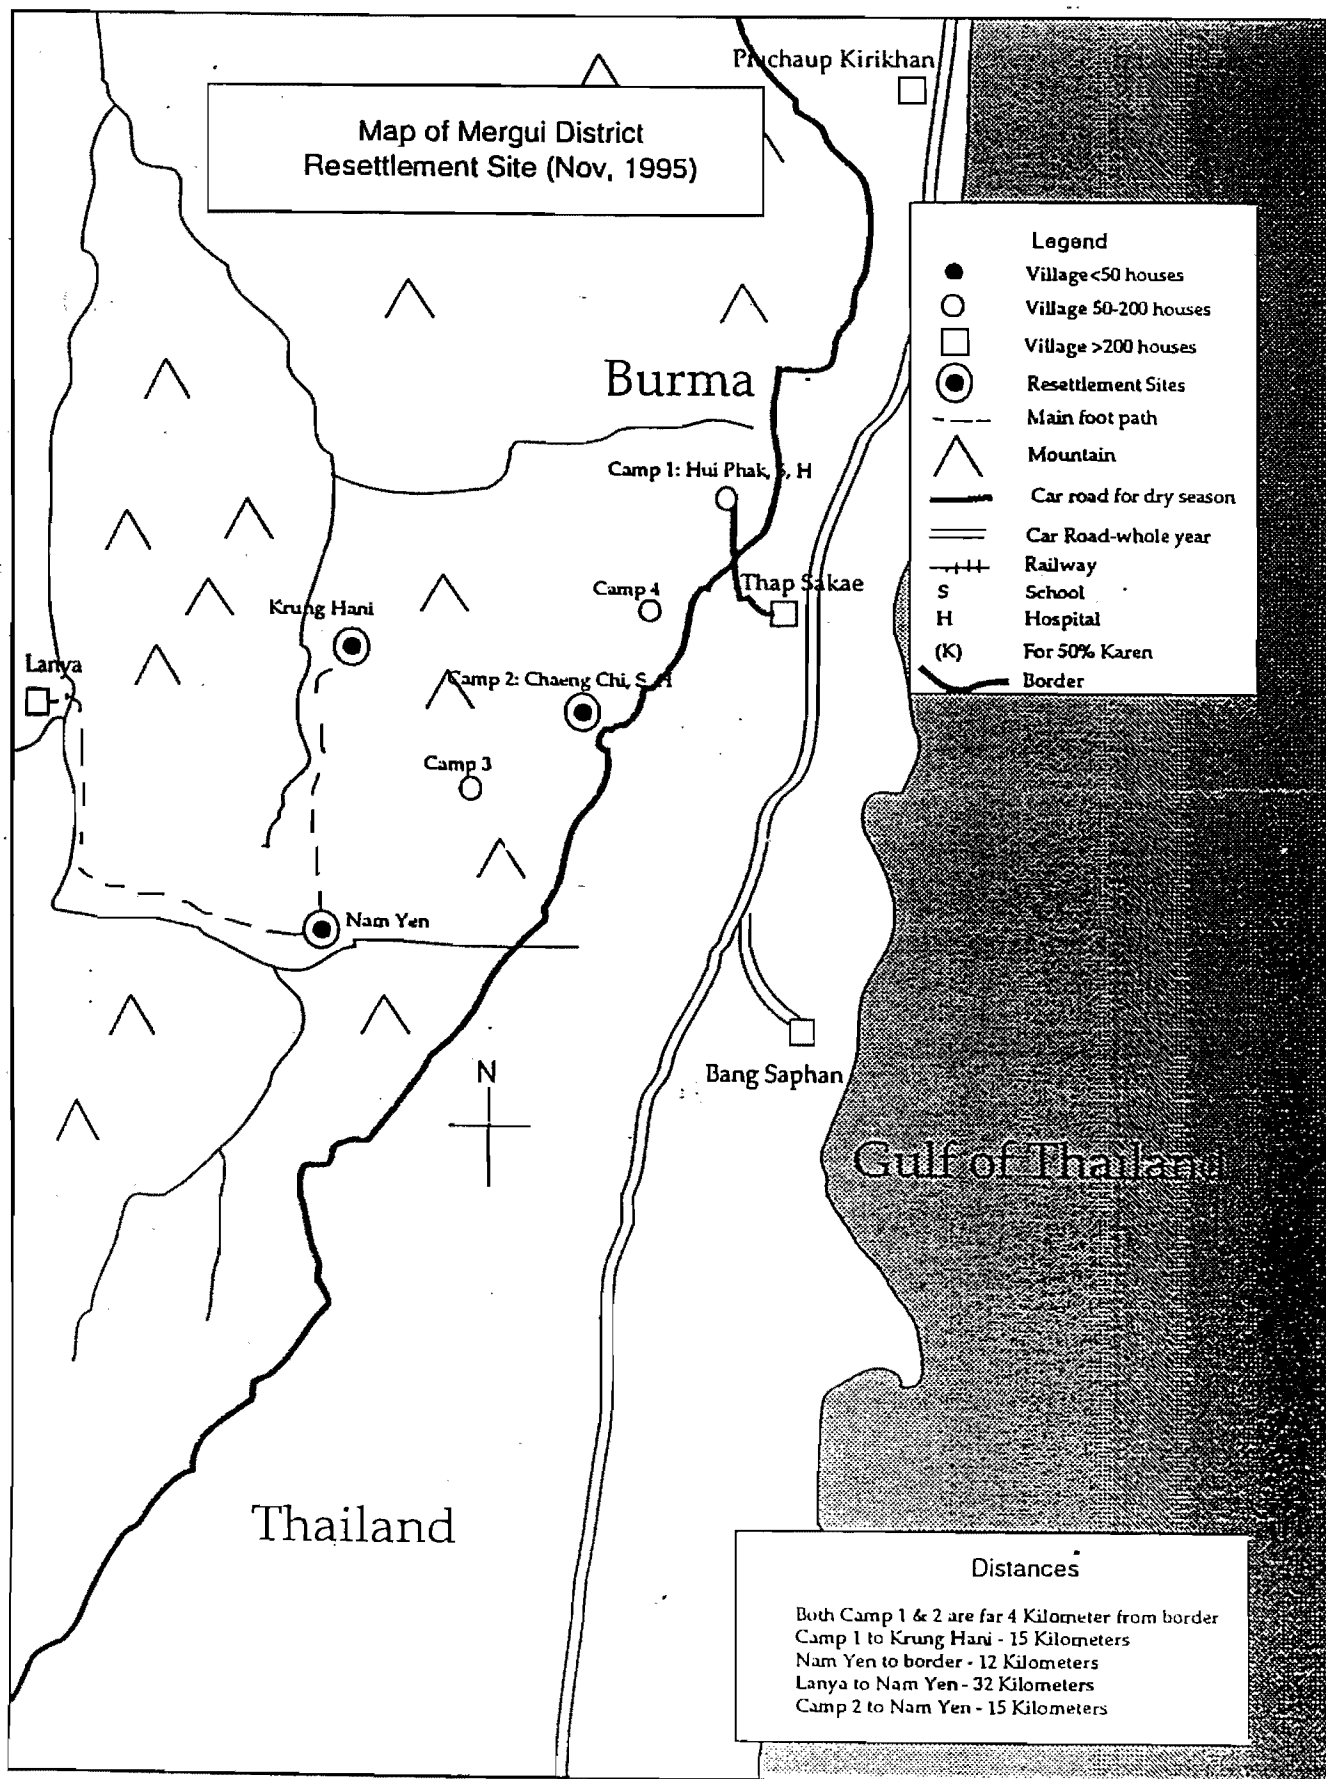 Pruchaup Kirikhan
Map of Mergui District
Resettlement Site (Nov, 1995)
Legend
Village<50 houses
Village 50-200 houses
Village >200 houses
Resettlement Sites
Main foot path
Mountain
Car road for dry season
Car Road-whole year
Railway
S School
H Hospital
(K) For 50% Karen
Border
Burma
Camp 1: Hui Phak, S, H
Camp 4
Thap Sakae
Krung Hani
Lanya
Camp 2: Chaeng Chi, S, H
Camp 3
Nam Yen
N
Bang Saphan
Gulf of Thailand
Thailand
Distances
Both Camp 1 & 2 are far 4 Kilometer from border
Camp 1 to Krung Hani - 15 Kilometers
Nam Yen to border - 12 Kilometers
Lanya to Nam Yen - 32 Kilometers
Camp 2 to Nam Yen - 15 Kilometers